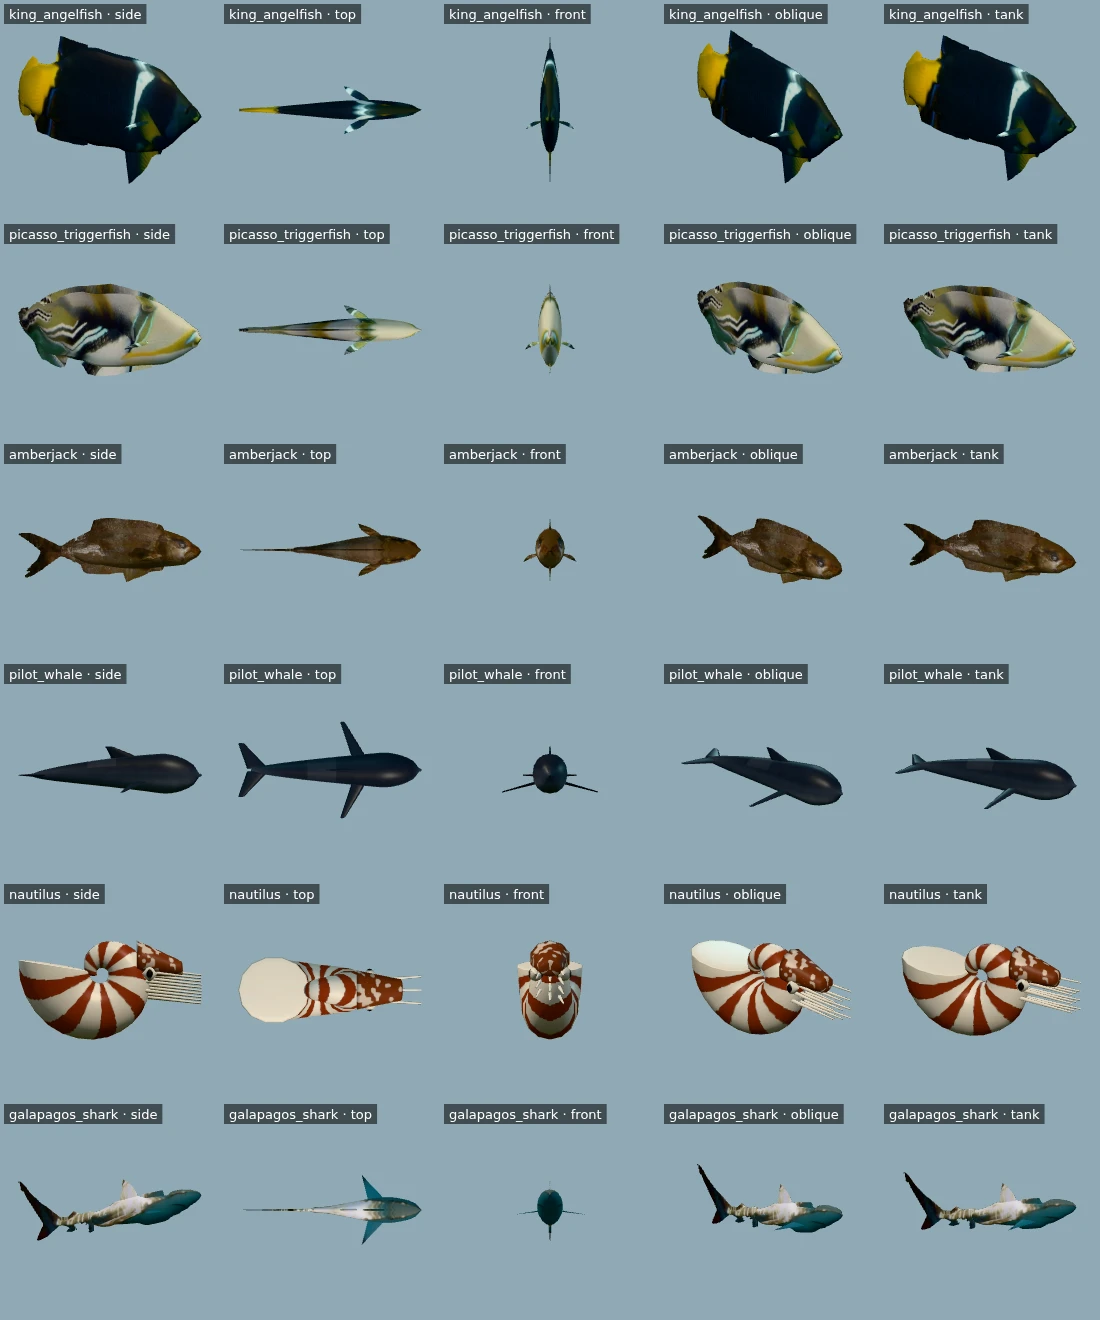 king_angelfish · side
king_angelfish · top
king_angelfish · front
king_angelfish · oblique
king_angelfish · tank
picasso_triggerfish · side
picasso_triggerfish · top
picasso_triggerfish · front
picasso_triggerfish · oblique
picasso_triggerfish · tank
amberjack · side
amberjack · top
amberjack · front
amberjack · oblique
amberjack · tank
pilot_whale · side
pilot_whale · top
pilot_whale · front
pilot_whale · oblique
pilot_whale · tank
nautilus · side
nautilus · top
nautilus · front
nautilus · oblique
nautilus · tank
galapagos_shark · side
galapagos_shark · top
galapagos_shark · front
galapagos_shark · oblique
galapagos_shark · tank